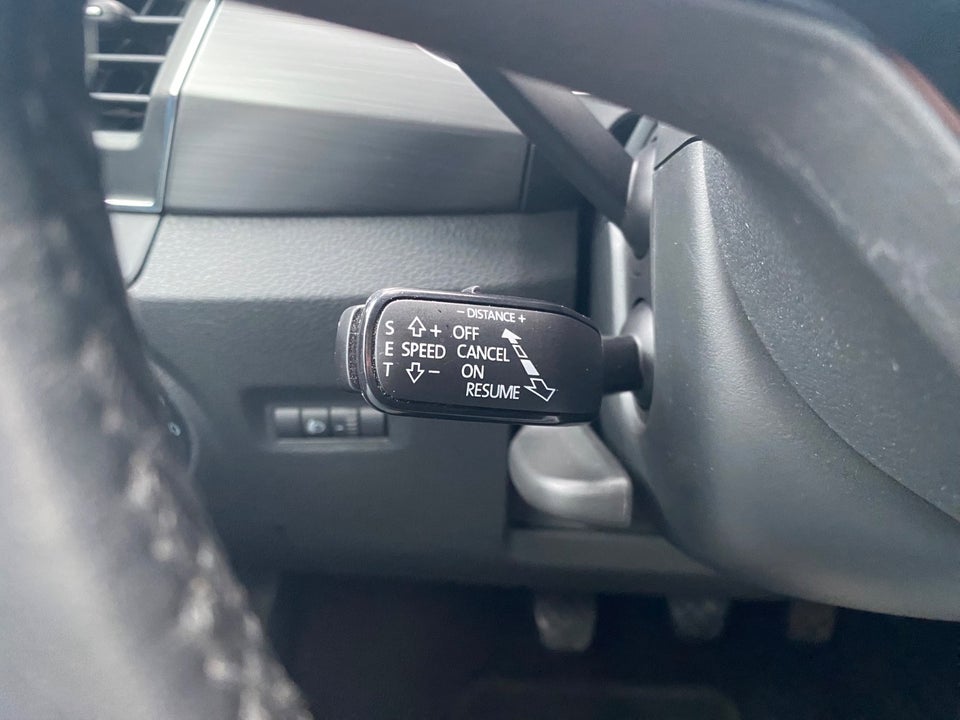 - DISTANCE +
S + OFF
E SPEED CANCEL
T - ON
RESUME